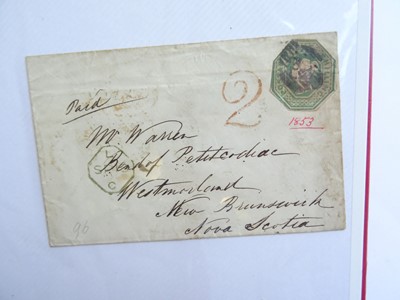 Paid
2
1853
Mr Warren
Bend of Petitcodiac
Westmorland
New Brunswick
Nova Scotia
L
S
C
90